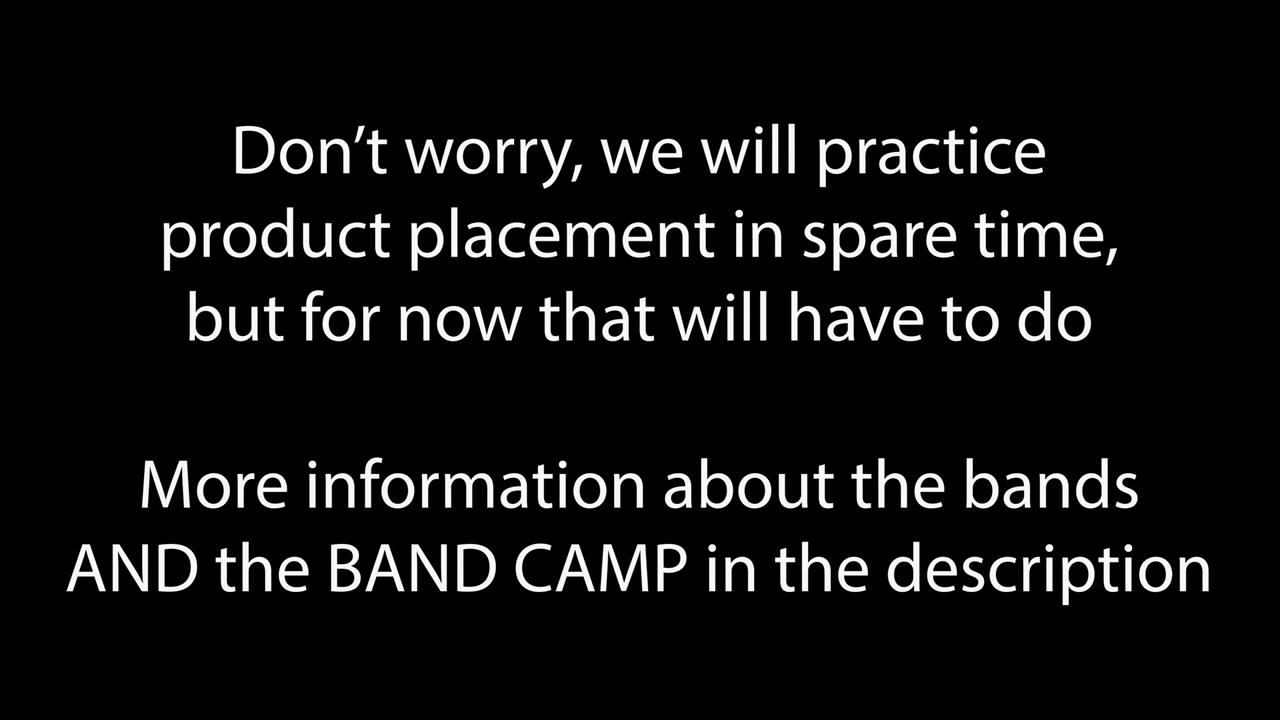 Don’t worry, we will practice
product placement in spare time,
but for now that will have to do
More information about the bands
AND the BAND CAMP in the description